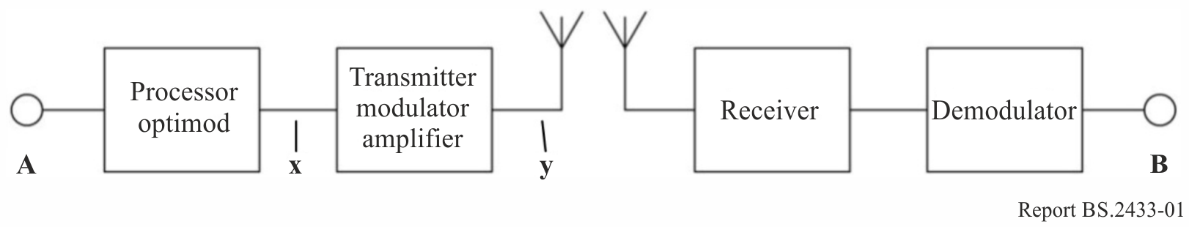 Processor
optimod
Transmitter
modulator
amplifier
Receiver
Demodulator
A
x
y
B
Report BS.2433-01